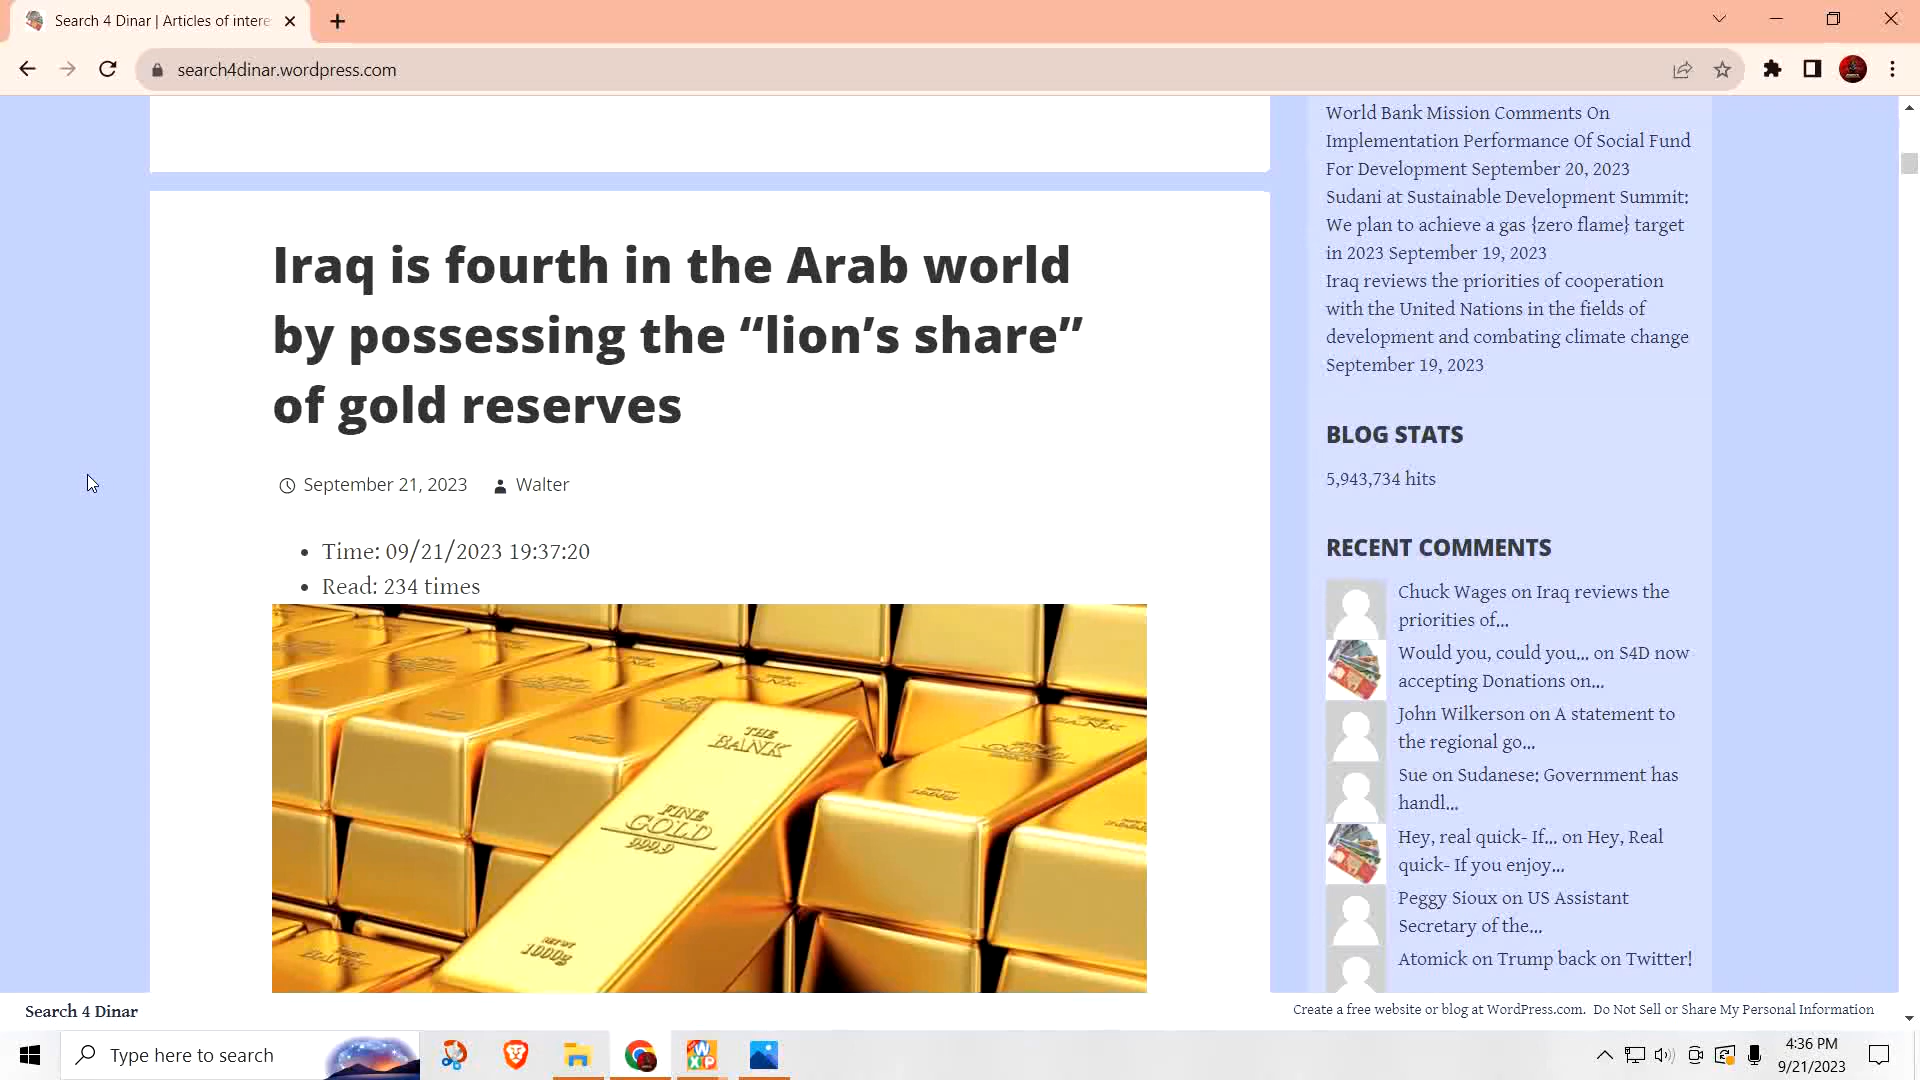 Search 4 Dinar | Articles of intere
search4dinar.wordpress.com
Iraq is fourth in the Arab world
by possessing the “lion’s share”
of gold reserves
September 21, 2023 Walter
Time: 09/21/2023 19:37:20
Read: 234 times
THE
BANK
FINE
GOLD
999.9
NET WT
1000g
World Bank Mission Comments On
Implementation Performance Of Social Fund
For Development September 20, 2023
Sudani at Sustainable Development Summit:
We plan to achieve a gas {zero flame} target
in 2023 September 19, 2023
Iraq reviews the priorities of cooperation
with the United Nations in the fields of
development and combating climate change
September 19, 2023
BLOG STATS
5,943,734 hits
RECENT COMMENTS
Chuck Wages on Iraq reviews the
priorities of...
Would you, could you... on S4D now
accepting Donations on...
John Wilkerson on A statement to
the regional go...
Sue on Sudanese: Government has
handl...
Hey, real quick- If... on Hey, Real
quick- If you enjoy...
Peggy Sioux on US Assistant
Secretary of the...
Atomick on Trump back on Twitter!
Search 4 Dinar
Create a free website or blog at WordPress.com. Do Not Sell or Share My Personal Information
Type here to search
4:36 PM
9/21/2023